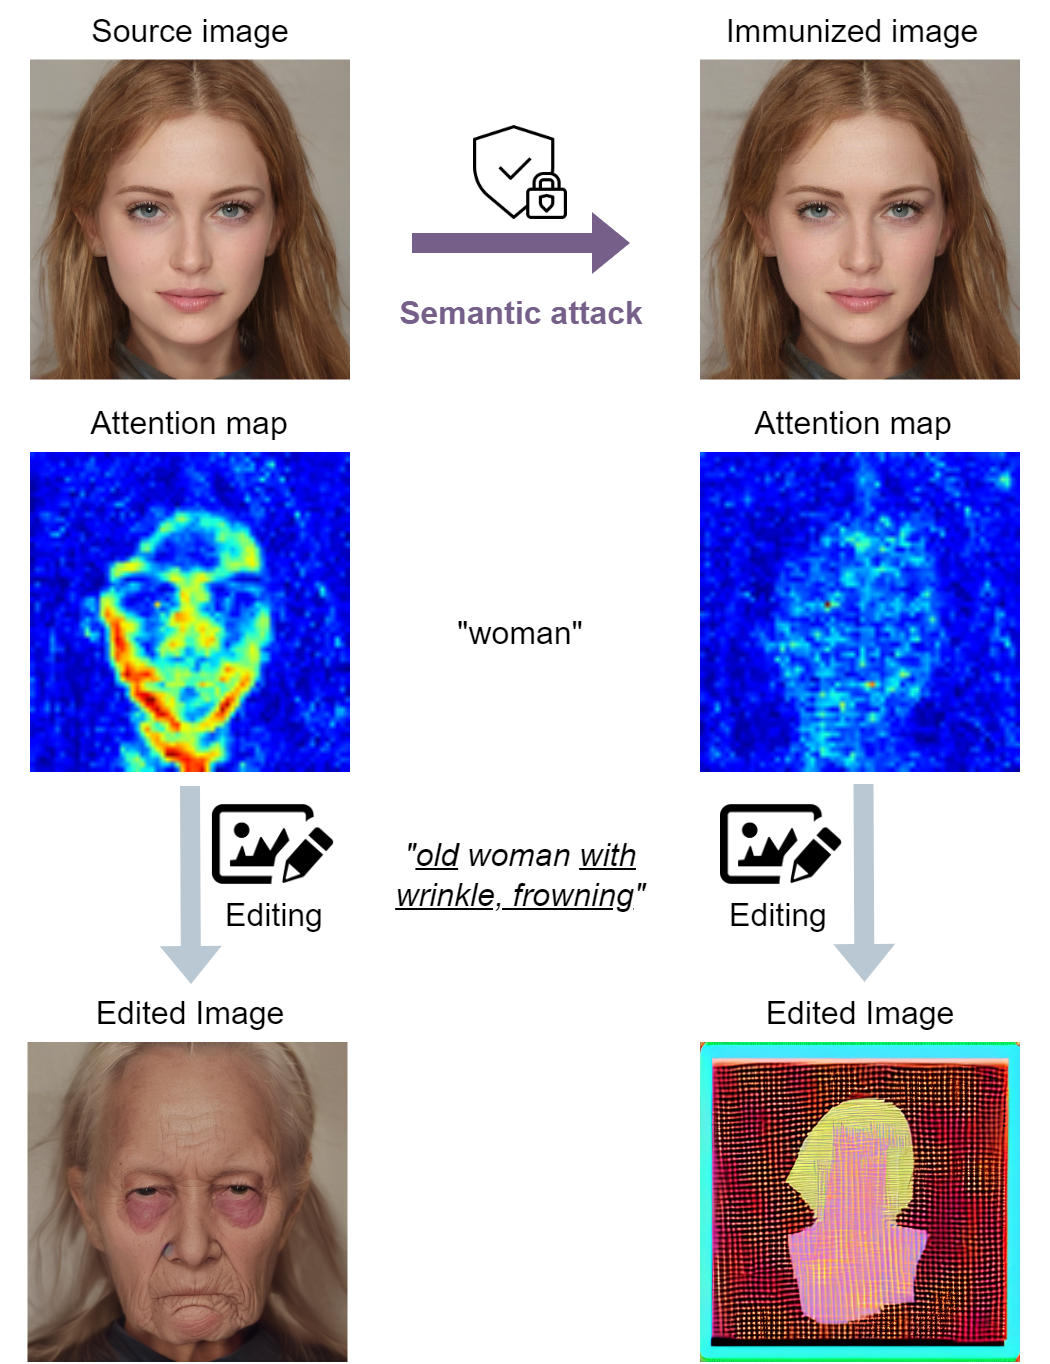 Source image
Immunized image
Semantic attack
Attention map
Attention map
"woman"
"old woman with
wrinkle, frowning"
Editing
Editing
Edited Image
Edited Image